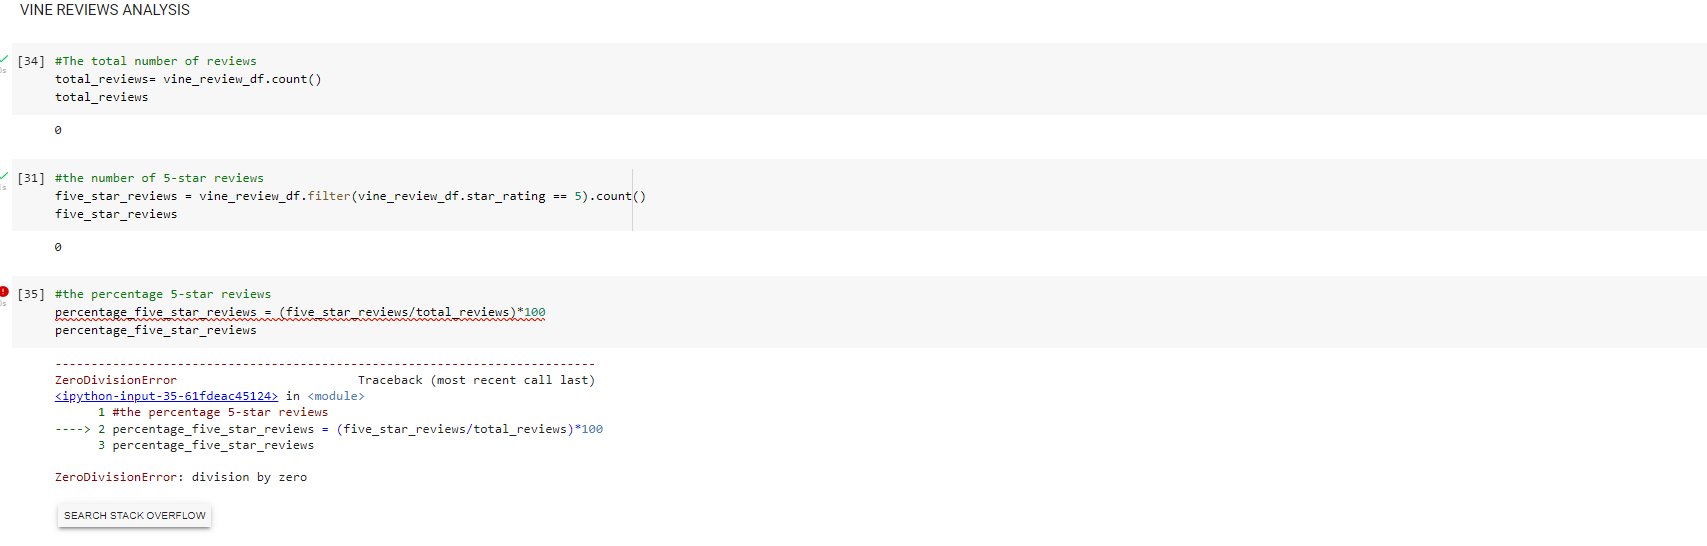 VINE REVIEWS ANALYSIS
[34] #The total number of reviews
total_reviews= vine_review_df.count()
total_reviews
0
[31] #the number of 5-star reviews
five_star_reviews = vine_review_df.filter(vine_review_df.star_rating == 5).count()
five_star_reviews
0
[35] #the percentage 5-star reviews
percentage_five_star_reviews = (five_star_reviews/total_reviews)*100
percentage_five_star_reviews
---------------------------------------------------------------------------
ZeroDivisionError                         Traceback (most recent call last)
<ipython-input-35-61fdeac45124> in <module>
      1 #the percentage 5-star reviews
----> 2 percentage_five_star_reviews = (five_star_reviews/total_reviews)*100
      3 percentage_five_star_reviews
ZeroDivisionError: division by zero
SEARCH STACK OVERFLOW